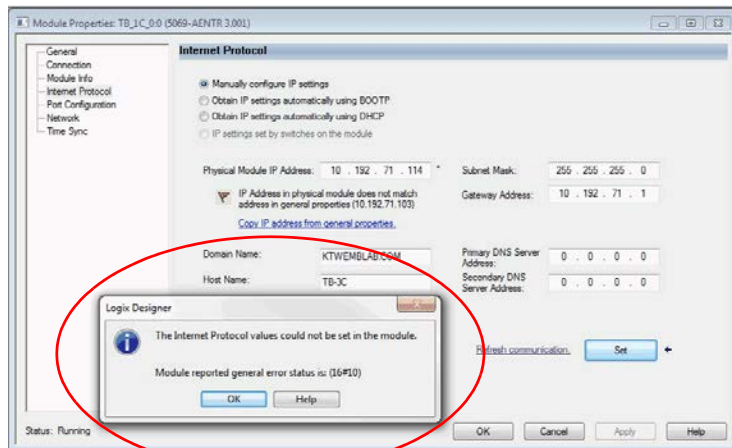 Module Properties: TB_1C_0:0 (5069-AENTR 3.001)
General
Connection
Module Info
Internet Protocol
Port Configuration
Network
Time Sync
Internet Protocol
Manually configure IP settings
Obtain IP settings automatically using BOOTP
Obtain IP settings automatically using DHCP
IP settings set by switches on the module
Physical Module IP Address: 10 . 192 . 71 . 114 *
Subnet Mask: 255 . 255 . 255 . 0
IP Address in physical module does not match
address in general properties (10.192.71.103)
Gateway Address: 10 . 192 . 71 . 1
Copy IP address from general properties.
Domain Name: KTWEMBLAB.COM
Primary DNS Server
Address: 0 . 0 . 0 . 0
Host Name: TB-3C
Secondary DNS
Server Address: 0 . 0 . 0 . 0
Logix Designer
The Internet Protocol values could not be set in the module.
Module reported general error status is: (16#10)
OK Help
Refresh communication. Set
Status: Running
OK Cancel Apply Help